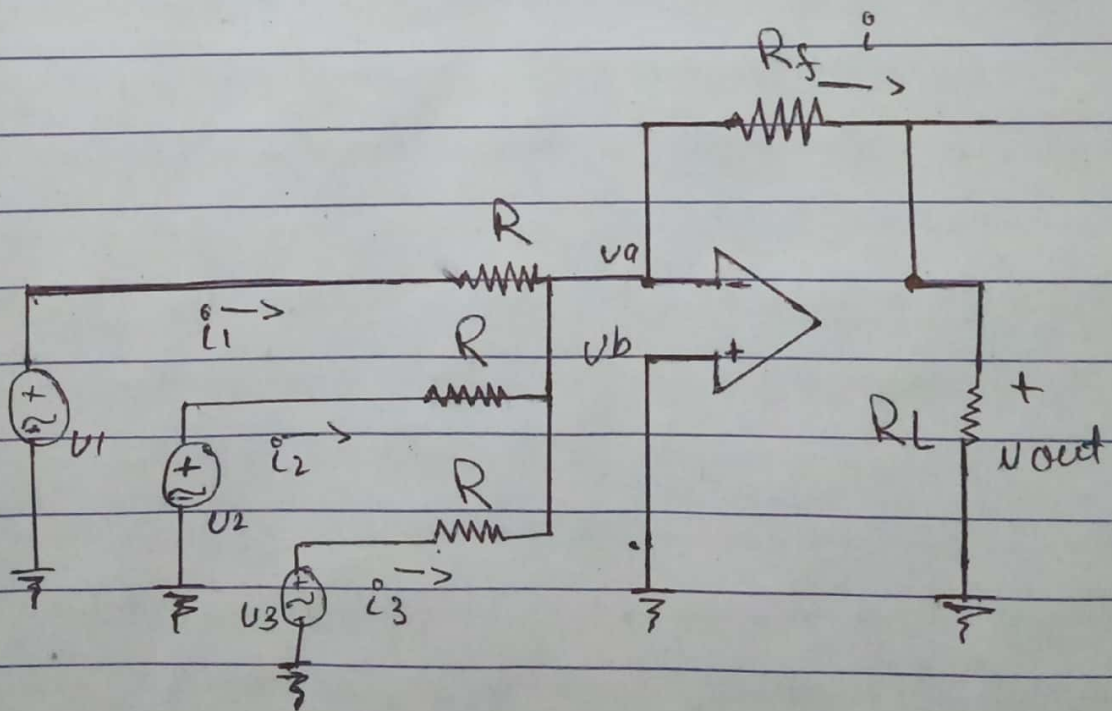 Rf i
R
va
-
i1
R
vb
+
+
v1
i2
RL
+
vout
+
R
v2
+
v3
i3